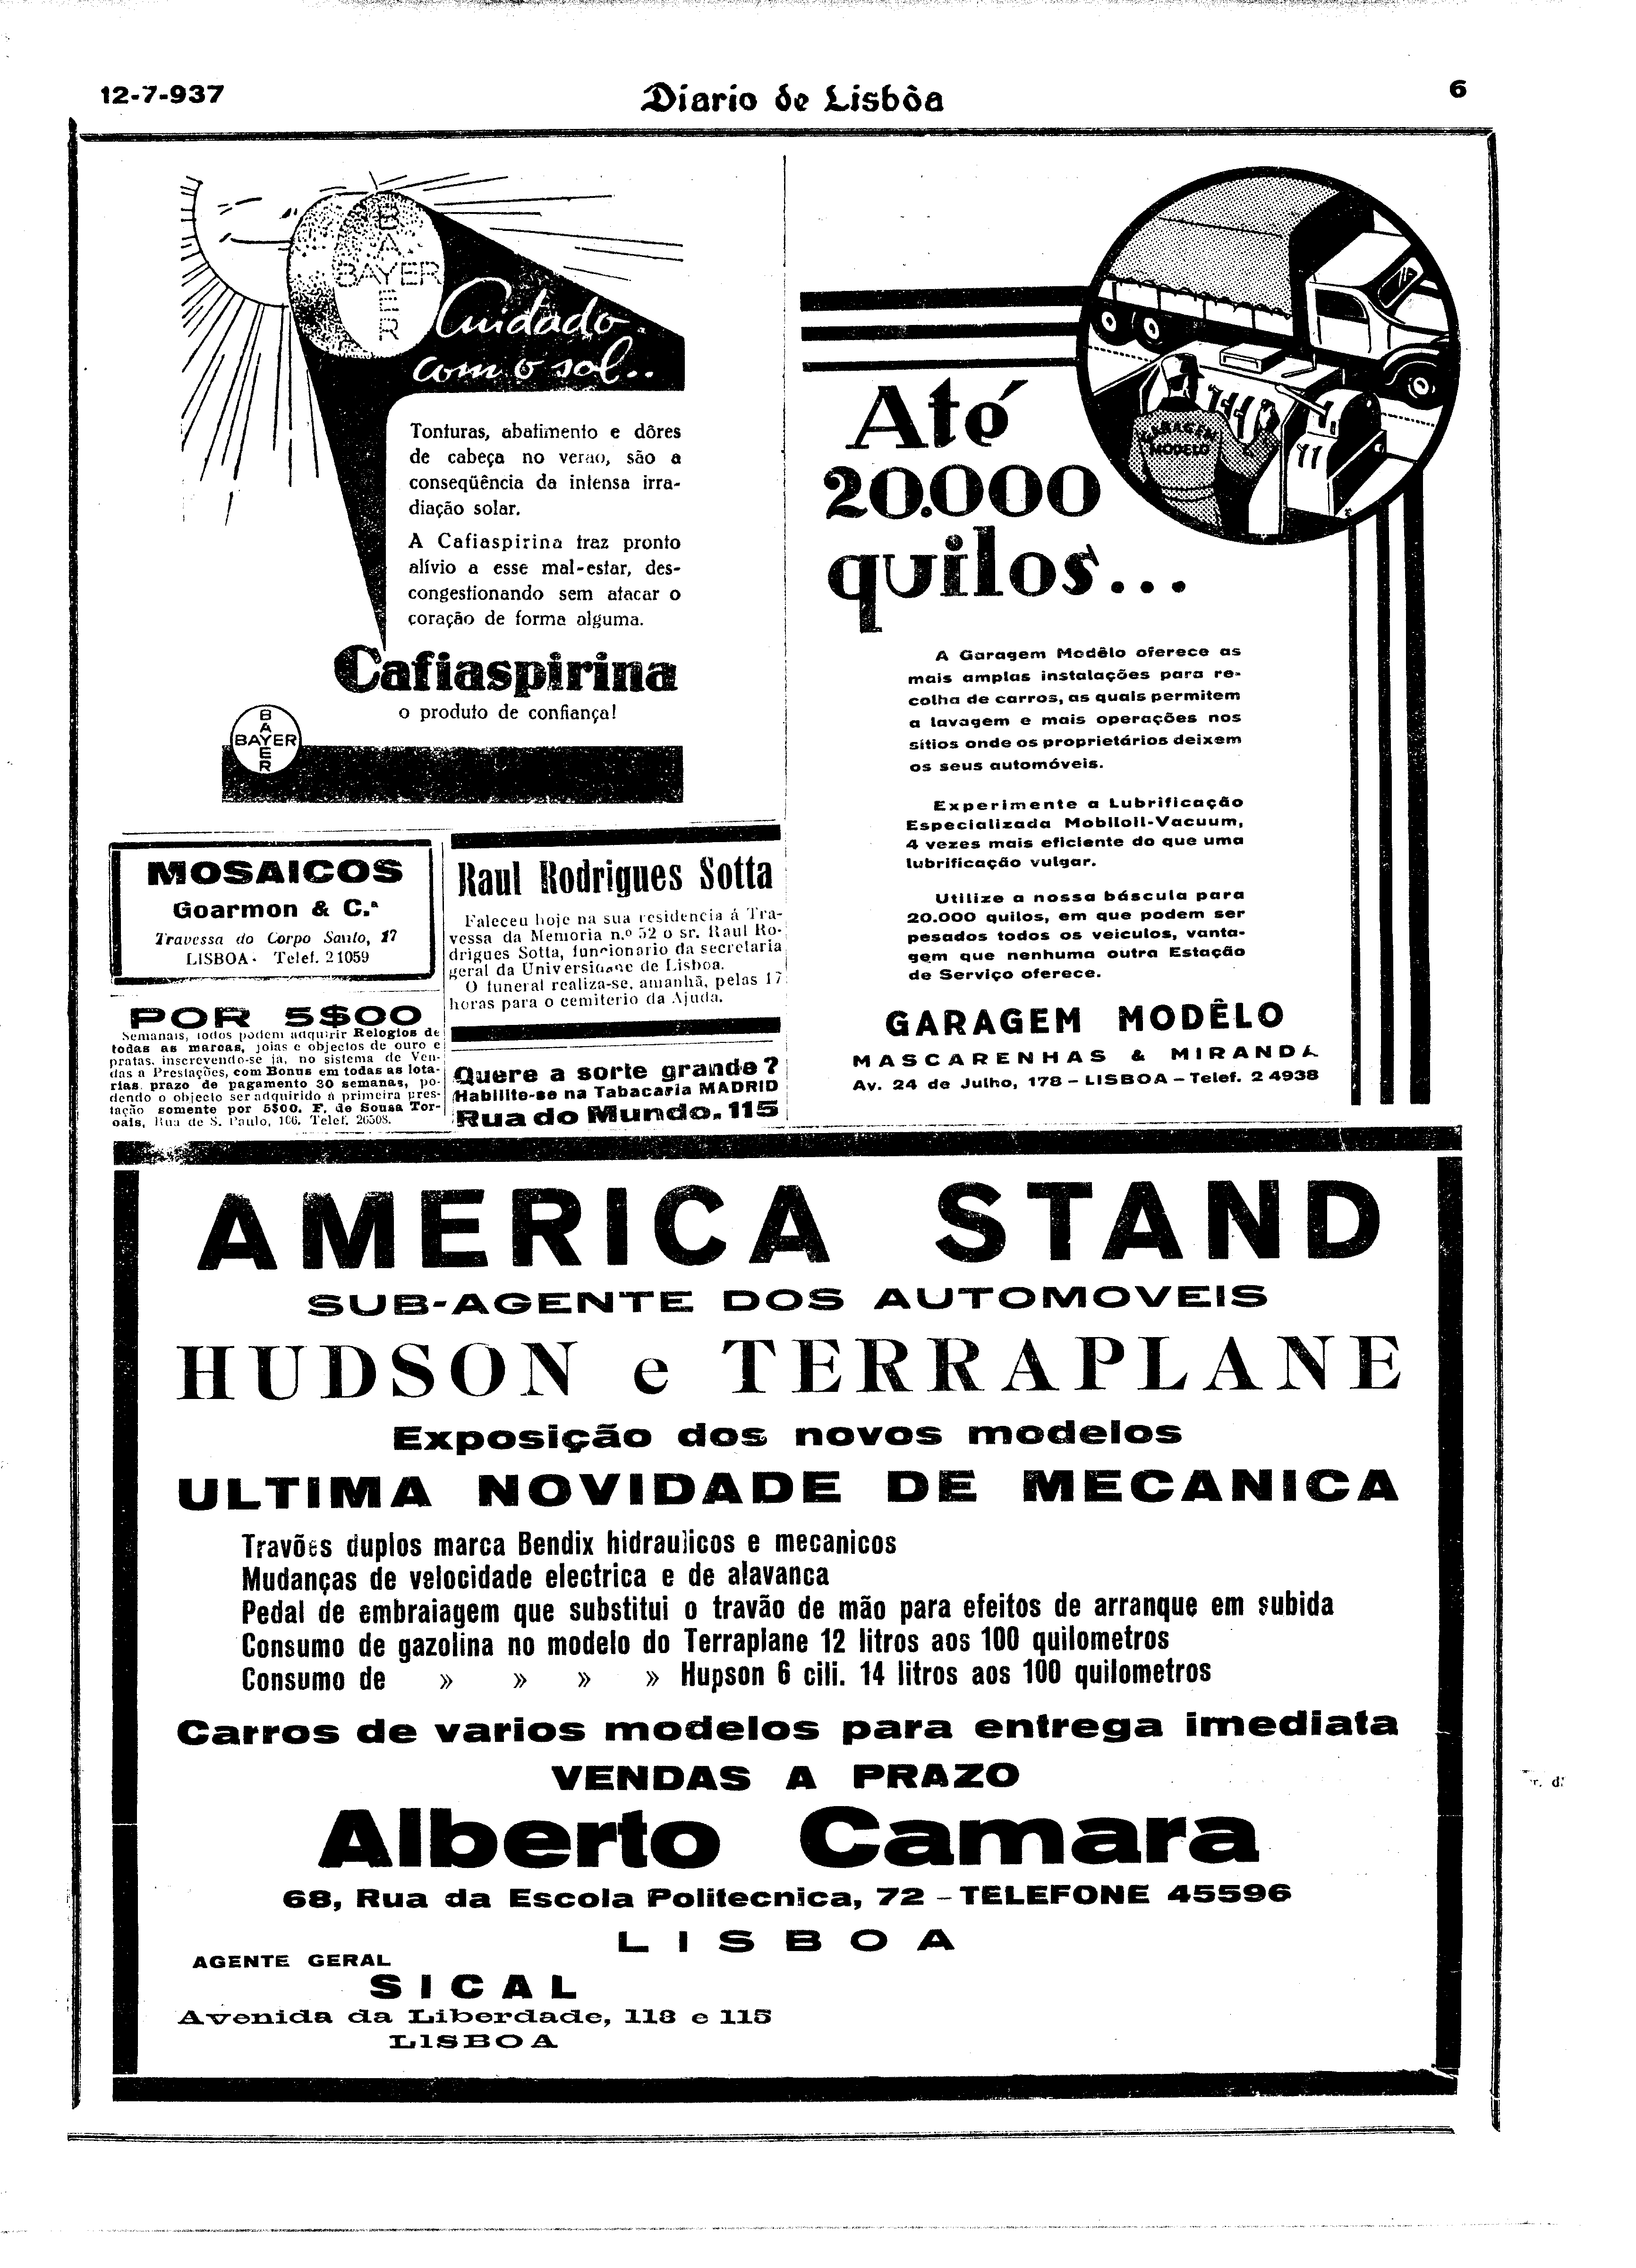 12-7-937
Diario de Lisbôa
6
B
A
BAYER
E
R
Cuidado
com o sol..
Tonturas, abatimento e dôres
de cabeça no verao, são a
conseqüência da intensa irra-
diação solar.
A Cafiaspirina traz pronto
alívio a esse mal-estar, des-
congestionando sem atacar o
coração de forma alguma.
Cafiaspirina
o produto de confiança!
B
A
BAYER
E
R
MOSAICOS
Goarmon & C.ª
Travessa do Corpo Santo, 17
LISBOA - Telef. 21059
POR 5$00
Semanais, todos podem adquirir Relogios de
todas as marcas, joias e objectos de ouro e
pratas, inscrevendo-se ja, no sistema de Ven-
das a Prestações, com Bonus em todas as lota-
rias. prazo de pagamento 30 semanas, po-
dendo o objecto ser adquirido á primeira pres-
tação somente por 5$00. F. de Sousa Tor-
oais, Rua de S. Paulo, 106. Telef. 26508.
Raul Rodrigues Sotta
Faleceu hoje na sua residencia á Tra-
vessa da Memoria n.º 52 o sr. Raul Ro-
drigues Sotta, funcionario da secretaria
geral da Universidade de Lisboa.
O funeral realiza-se, amanhã, pelas 17
horas para o cemiterio da Ajuda.
Quere a sorte grande?
Habilite-se na Tabacaria MADRID
Rua do Mundo, 115
GARAGEM
MODELO
Até
20.000
quilos...
A Garagem Modêlo oferece as
mais amplas instalações para re-
colha de carros, as quais permitem
a lavagem e mais operações nos
sítios onde os proprietários deixem
os seus automóveis.
Experimente a Lubrificação
Especializada Mobiloil-Vacuum,
4 vezes mais eficiente do que uma
lubrificação vulgar.
Utilize a nossa báscula para
20.000 quilos, em que podem ser
pesados todos os veiculos, vanta-
gem que nenhuma outra Estação
de Serviço oferece.
GARAGEM MODÊLO
MASCARENHAS & MIRANDA
Av. 24 de Julho, 178 – LISBOA – Telef. 2 4938
AMERICA STAND
SUB-AGENTE DOS AUTOMOVEIS
HUDSON e TERRAPLANE
Exposição dos novos modelos
ULTIMA NOVIDADE DE MECANICA
Travões duplos marca Bendix hidraulicos e mecanicos
Mudanças de velocidade electrica e de alavanca
Pedal de embraiagem que substitui o travão de mão para efeitos de arranque em subida
Consumo de gazolina no modelo do Terraplane 12 litros aos 100 quilometros
Consumo de » » » » Hupson 6 cili. 14 litros aos 100 quilometros
Carros de varios modelos para entrega imediata
VENDAS A PRAZO
Alberto Camara
68, Rua da Escola Politecnica, 72 – TELEFONE 45596
LISBOA
AGENTE GERAL
SICAL
Avenida da Liberdade, 113 e 115
LISBOA